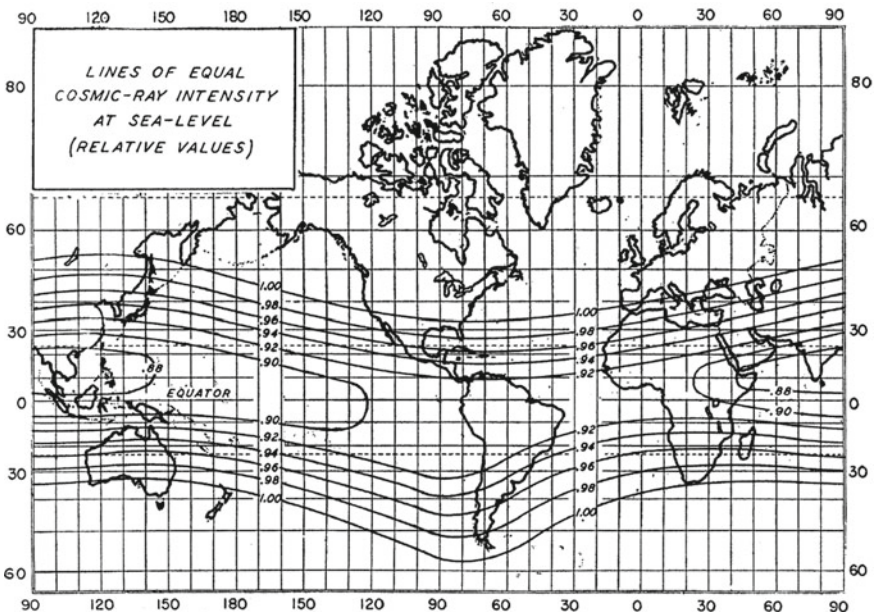 90 120 150 180 150 120 90 60 30 0 30 60 90
LINES OF EQUAL
COSMIC-RAY INTENSITY
AT SEA-LEVEL
(RELATIVE VALUES)
80 80
60 60
1.00
.98 1.00
.96 .98
30 .94 .96 30
.92 .94
.90 .92
.88
EQUATOR .88
0 .90 0
.90
.92 .92
.94 .94
.96 .96
30 30
.98 .98
1.00 1.00
60 60
90 120 150 180 150 120 90 60 30 0 30 60 90